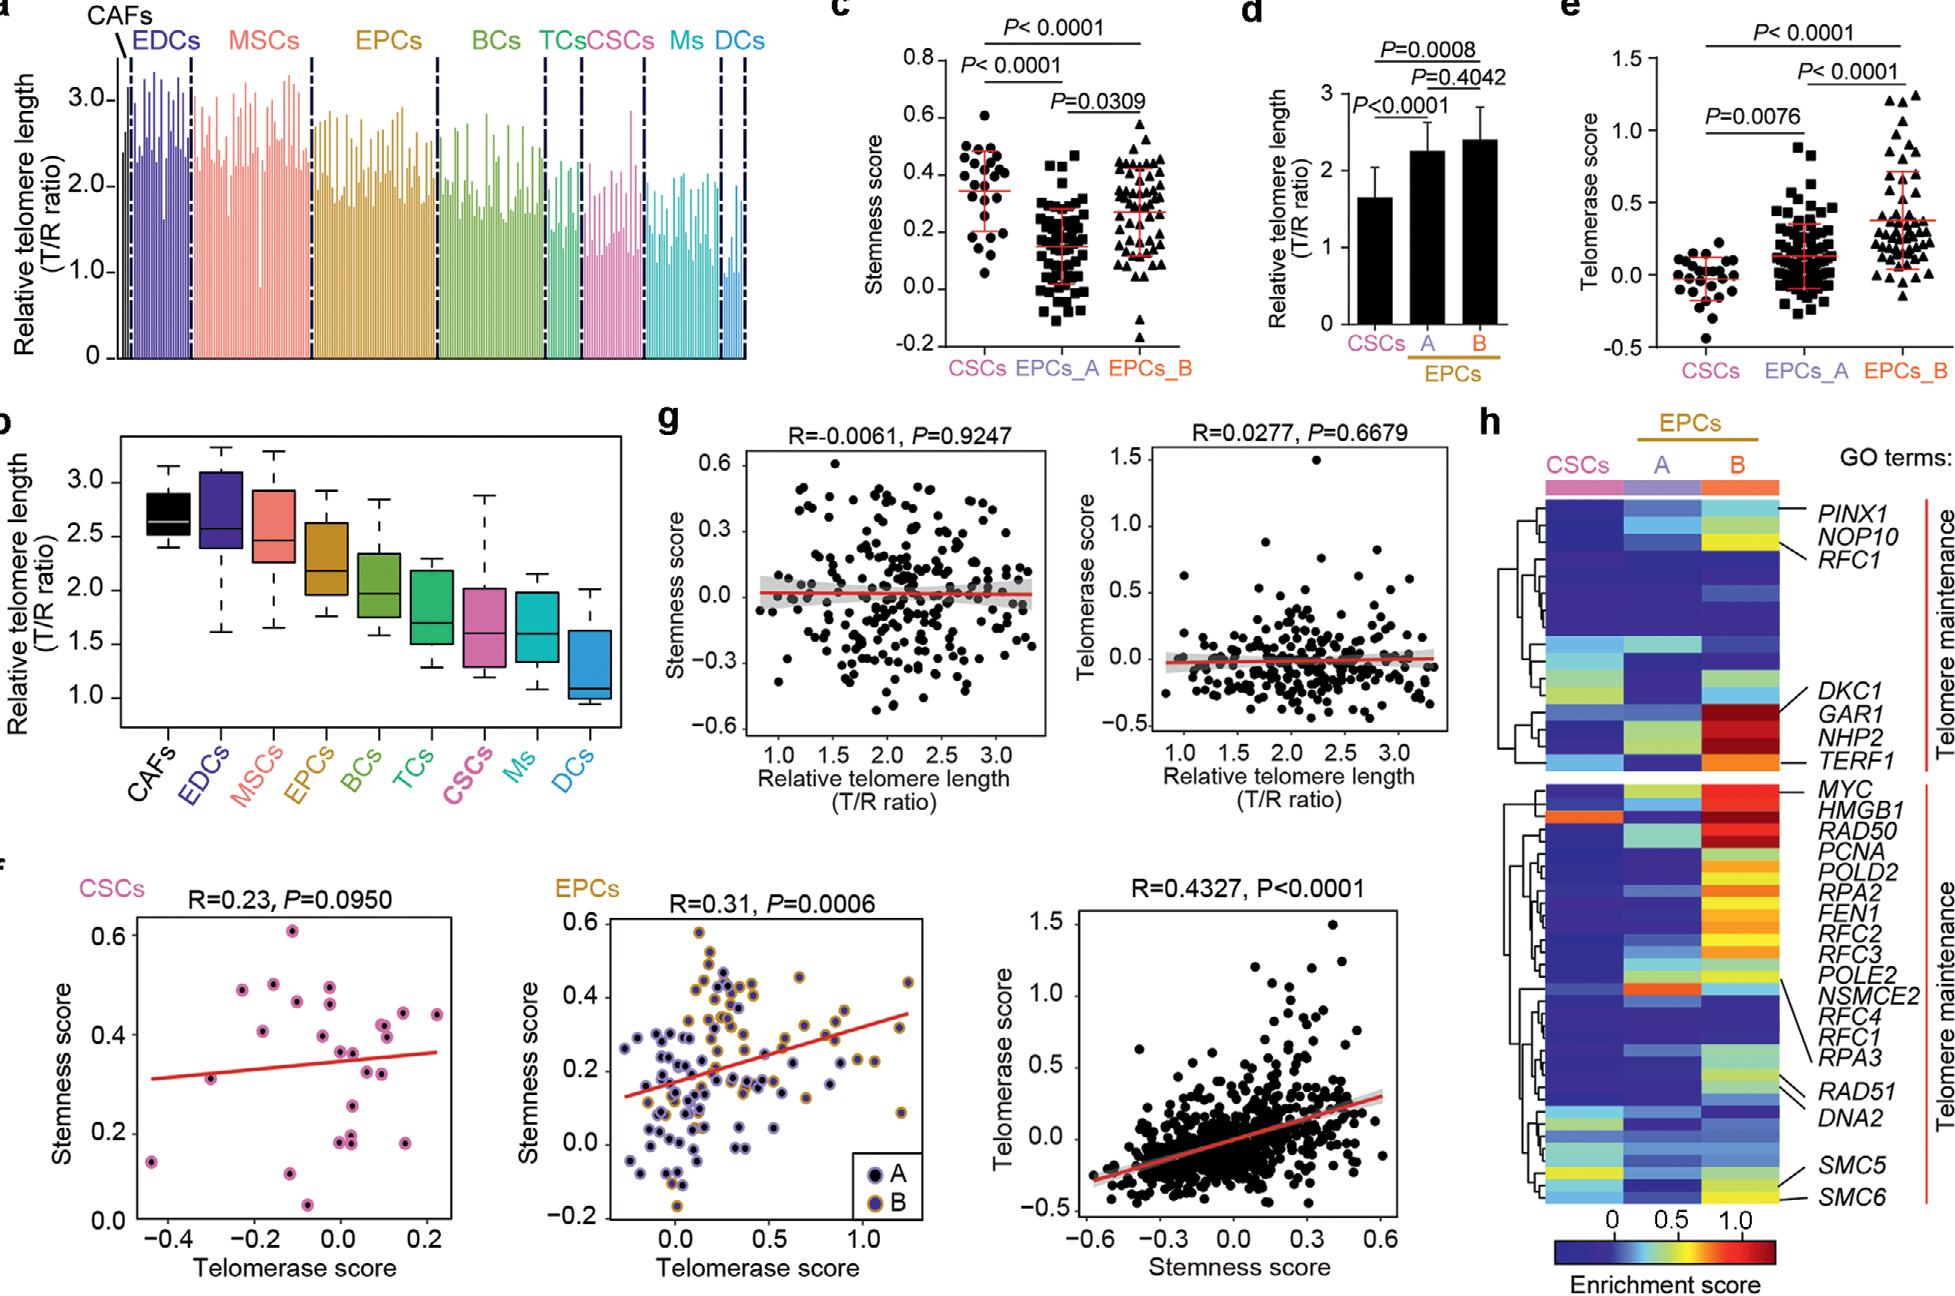 a
CAFs
EDCs MSCs EPCs BCs TCs CSCs Ms DCs
Relative telomere length
(T/R ratio)
3.0
2.0
1.0
0
c
P< 0.0001
P< 0.0001
P=0.0309
Stemness score
0.8
0.6
0.4
0.2
0.0
-0.2
CSCs EPCs_A EPCs_B
d
P=0.0008
P=0.4042
P<0.0001
Relative telomere length
(T/R ratio)
3
2
1
0
CSCs A B
EPCs
e
P< 0.0001
P< 0.0001
P=0.0076
Telomerase score
1.5
1.0
0.5
0.0
-0.5
CSCs EPCs_A EPCs_B
b
Relative telomere length
(T/R ratio)
3.0
2.5
2.0
1.5
1.0
CAFs EDCs MSCs EPCs BCs TCs CSCs Ms DCs
g
R=-0.0061, P=0.9247
Stemness score
0.6
0.3
0.0
−0.3
−0.6
1.0 1.5 2.0 2.5 3.0
Relative telomere length
(T/R ratio)
R=0.0277, P=0.6679
Telomerase score
1.5
1.0
0.5
0.0
−0.5
1.0 1.5 2.0 2.5 3.0
Relative telomere length
(T/R ratio)
h
EPCs
CSCs A B
GO terms:
PINX1
NOP10
RFC1
DKC1
GAR1
NHP2
TERF1
Telomere maintenance
MYC
HMGB1
RAD50
PCNA
POLD2
RPA2
FEN1
RFC2
RFC3
POLE2
NSMCE2
RFC4
RFC1
RPA3
RAD51
DNA2
SMC5
SMC6
Telomere maintenance
0 0.5 1.0
Enrichment score
f
CSCs
R=0.23, P=0.0950
Stemness score
0.6
0.4
0.2
0.0
−0.4 −0.2 0.0 0.2
Telomerase score
EPCs
R=0.31, P=0.0006
Stemness score
0.6
0.4
0.2
0.0
−0.2
A
B
0.0 0.5 1.0
Telomerase score
R=0.4327, P<0.0001
Telomerase score
1.5
1.0
0.5
0.0
−0.5
−0.6 −0.3 0.0 0.3 0.6
Stemness score